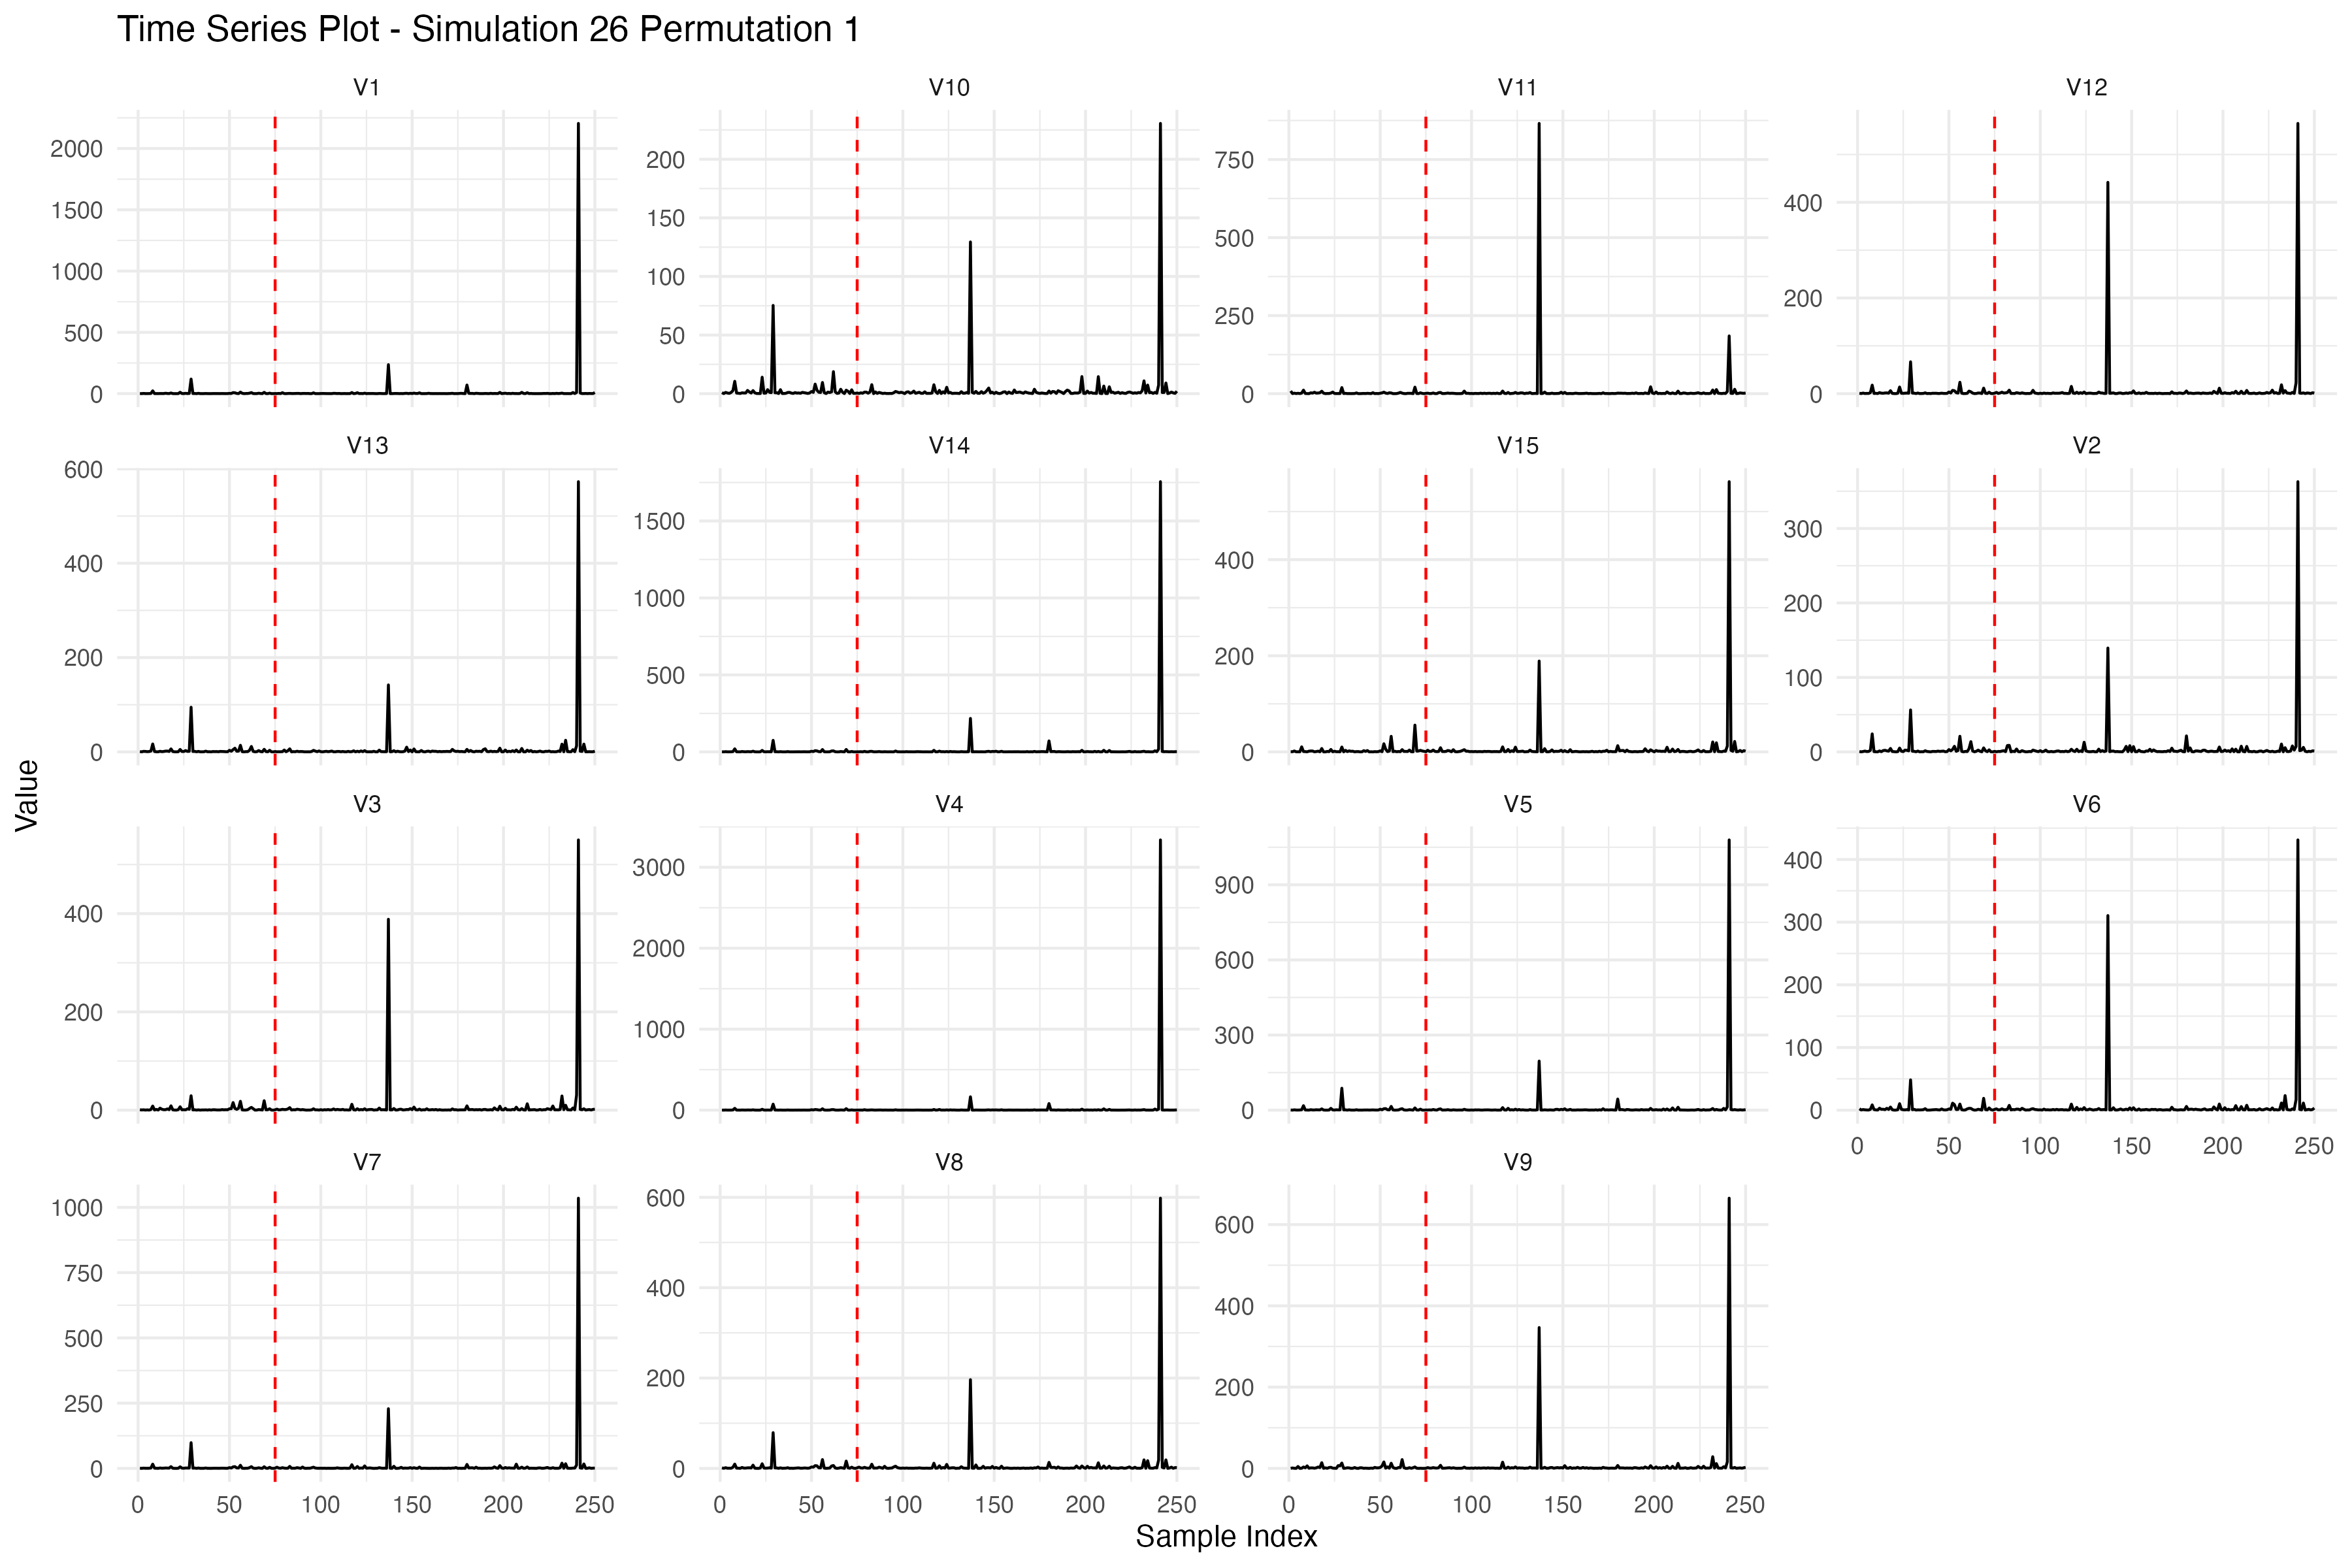 Time Series Plot - Simulation 26 Permutation 1
V1 V10 V11 V12
2000 200 750 400
1500 150 500 200
1000 100 250 0
500 50 0
0 0
V13 V14 V15 V2
600 1500 400 300
400 1000 200 200
200 500 0 100
0 0 0
V3 V4 V5 V6
400 3000 900 400
200 2000 600 300
0 1000 300 200
0 0 100
0
0 50 100 150 200 250
V7 V8 V9
1000 600 600
750 400 400
500 200 200
250 0 0
0
0 50 100 150 200 250 0 50 100 150 200 250 0 50 100 150 200 250
Value
Sample Index